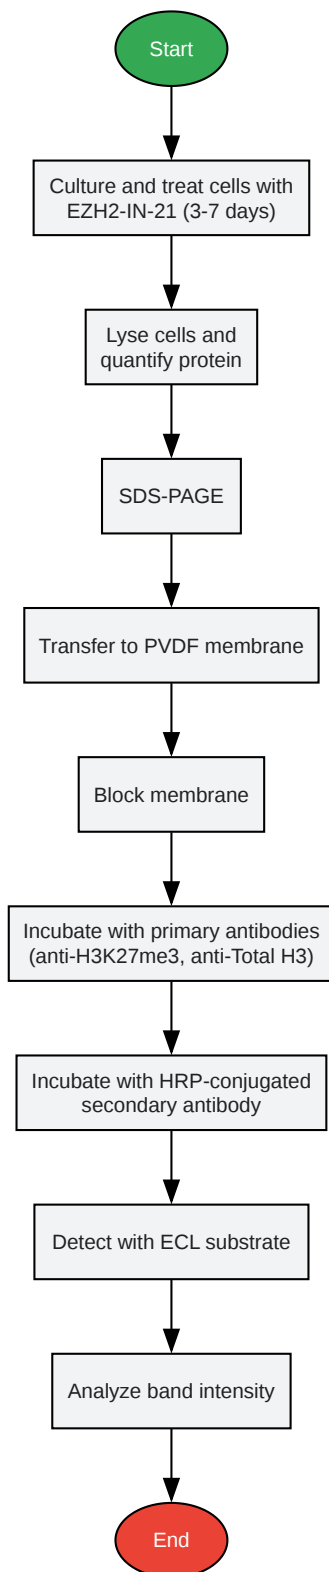 Start
Culture and treat cells with
EZH2-IN-21 (3-7 days)
Lyse cells and
quantify protein
SDS-PAGE
Transfer to PVDF membrane
Block membrane
Incubate with primary antibodies
(anti-H3K27me3, anti-Total H3)
Incubate with HRP-conjugated
secondary antibody
Detect with ECL substrate
Analyze band intensity
End